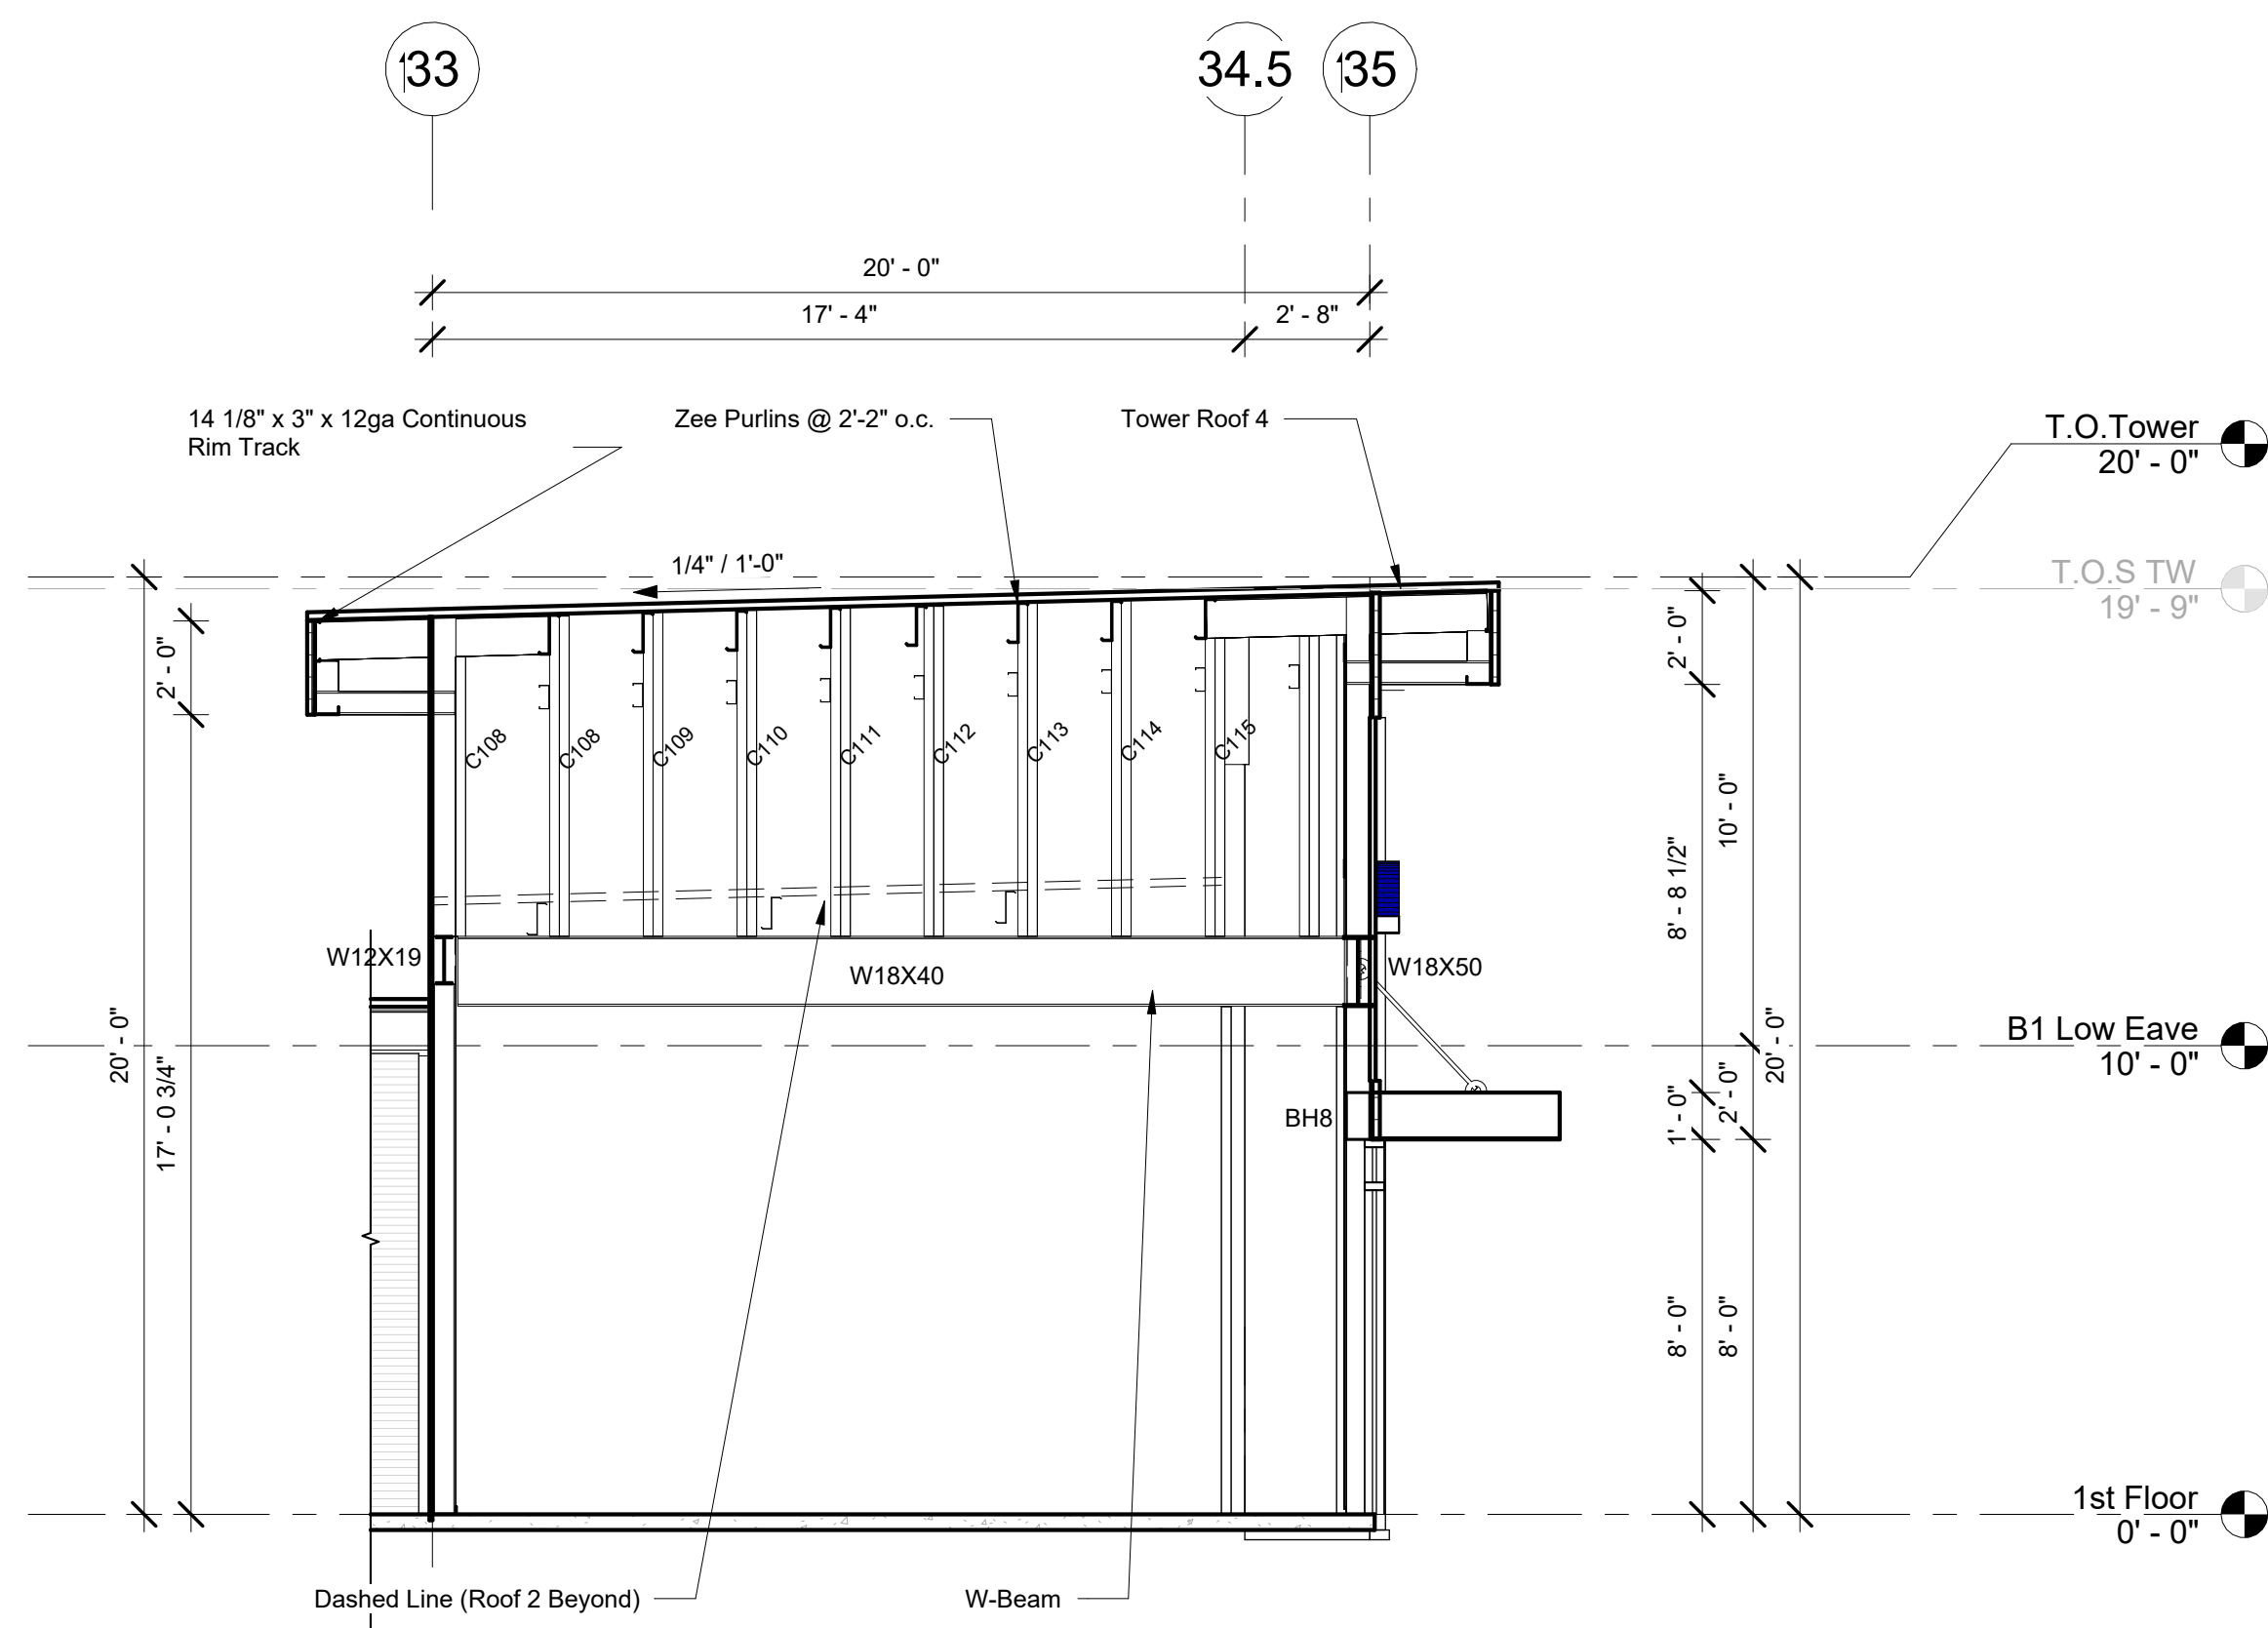 33
34.5
35
20' - 0"
17' - 4"
2' - 8"
14 1/8" x 3" x 12ga Continuous
Rim Track
Zee Purlins @ 2'-2" o.c.
Tower Roof 4
T.O.Tower
20' - 0"
T.O.S TW
19' - 9"
1/4" / 1'-0"
2' - 0"
2' - 0"
C108
C108
C109
C110
C111
C112
C113
C114
C115
10' - 0"
8' - 8 1/2"
W12X19
W18X40
W18X50
20' - 0"
17' - 0 3/4"
B1 Low Eave
10' - 0"
20' - 0"
2' - 0"
1' - 0"
BH8
8' - 0"
8' - 0"
1st Floor
0' - 0"
Dashed Line (Roof 2 Beyond)
W-Beam